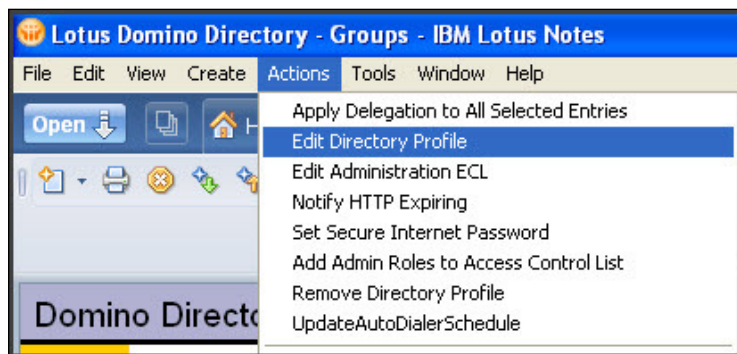 Lotus Domino Directory - Groups - IBM Lotus Notes
File Edit View Create Actions Tools Window Help
Open
Apply Delegation to All Selected Entries
Edit Directory Profile
Edit Administration ECL
Notify HTTP Expiring
Set Secure Internet Password
Add Admin Roles to Access Control List
Remove Directory Profile
UpdateAutoDialerSchedule
Domino